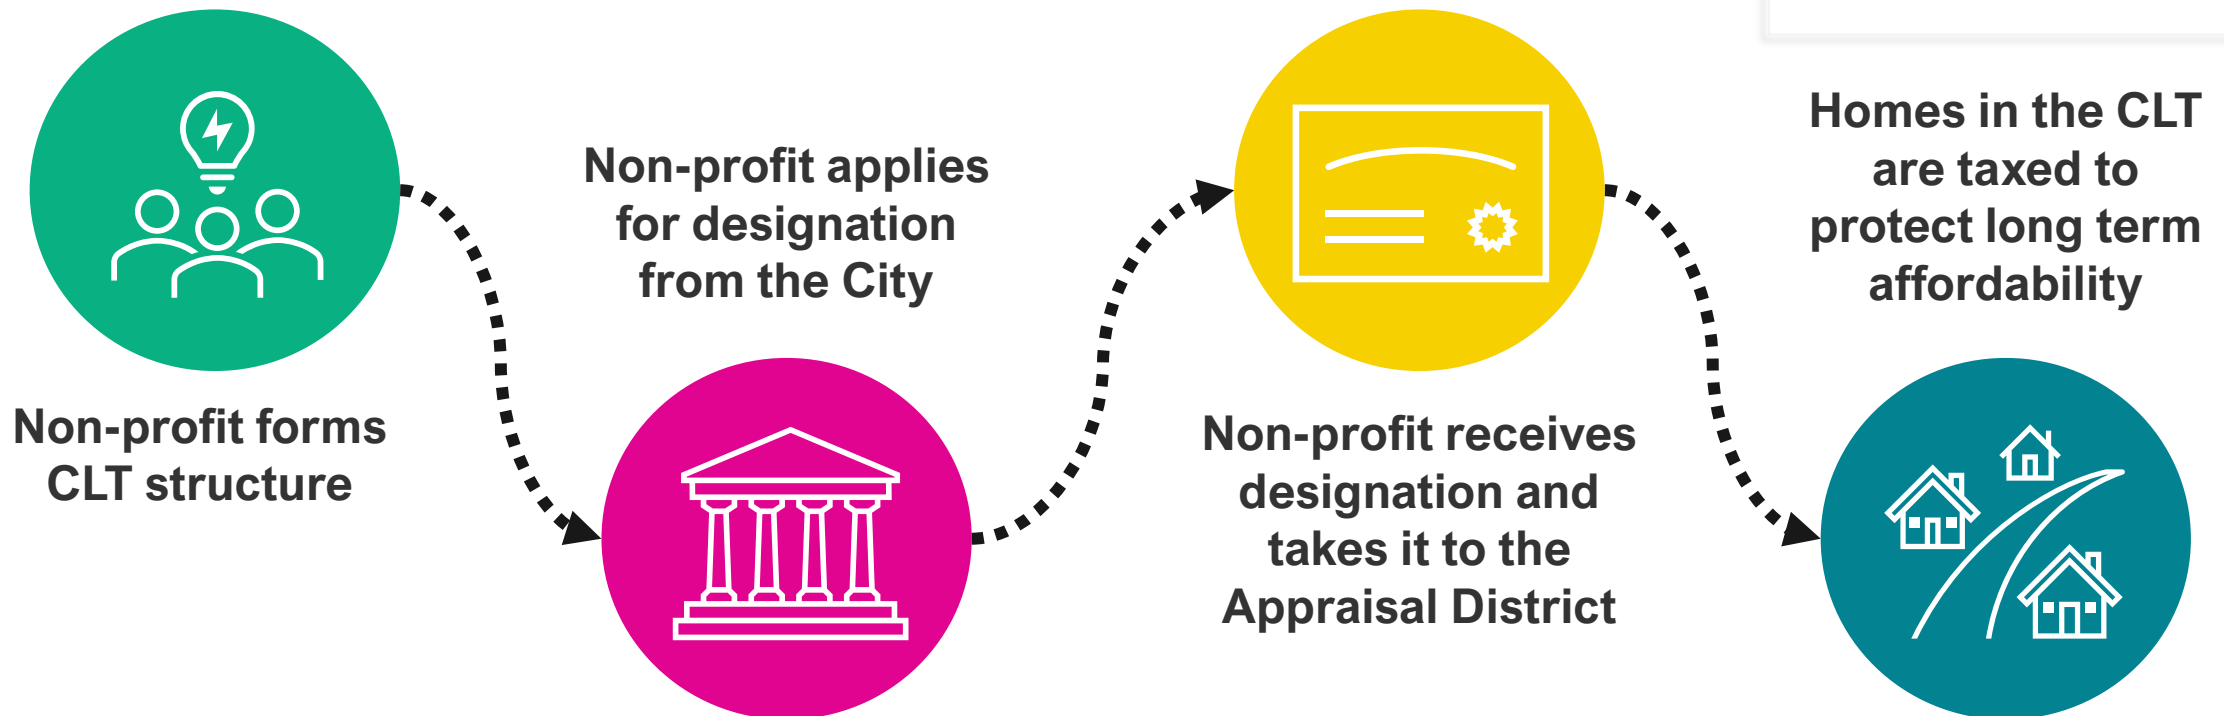 Non-profit forms
CLT structure
Non-profit applies
for designation
from the City
Non-profit receives
designation and
takes it to the
Appraisal District
Homes in the CLT
are taxed to
protect long term
affordability